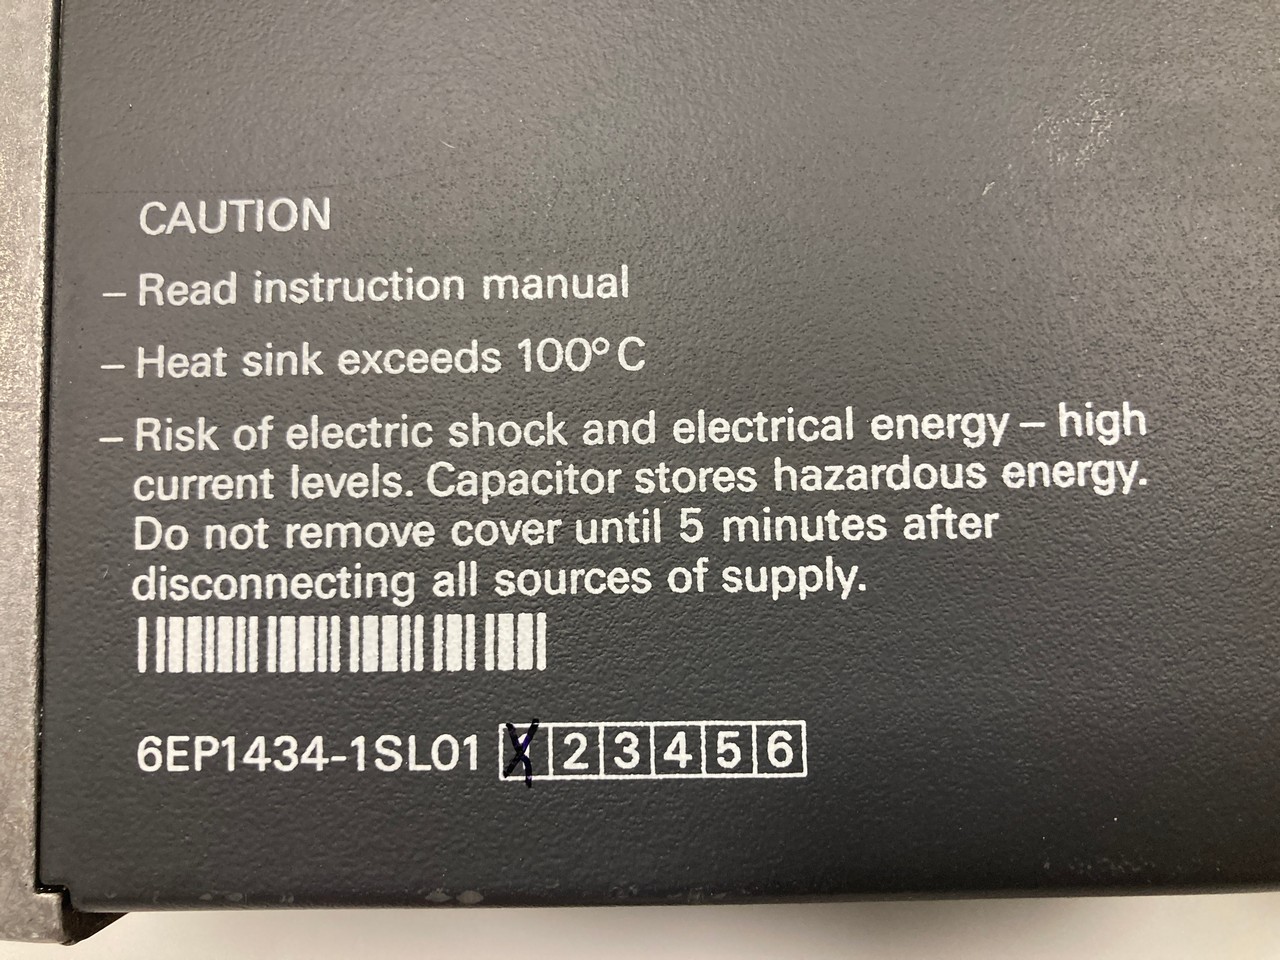 CAUTION
– Read instruction manual
– Heat sink exceeds 100°C
– Risk of electric shock and electrical energy – high
current levels. Capacitor stores hazardous energy.
Do not remove cover until 5 minutes after
disconnecting all sources of supply.
6EP1434-1SL01 X 2 3 4 5 6